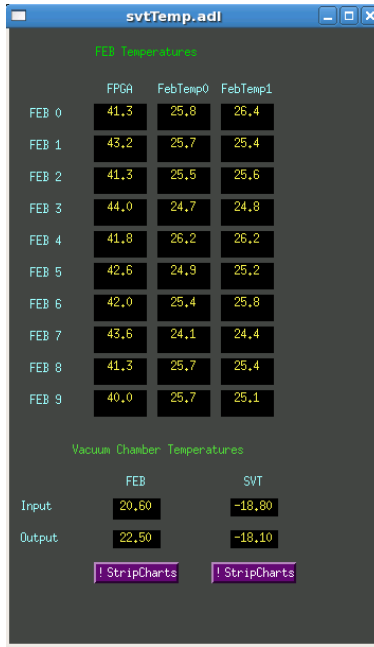 svtTemp.adl
FEB Temperatures
FPGA FebTemp0 FebTemp1
FEB 0 41.3 25.8 26.4
FEB 1 43.2 25.7 25.4
FEB 2 41.3 25.5 25.6
FEB 3 44.0 24.7 24.8
FEB 4 41.8 26.2 26.2
FEB 5 42.6 24.9 25.2
FEB 6 42.0 25.4 25.8
FEB 7 43.6 24.1 24.4
FEB 8 41.3 25.7 25.4
FEB 9 40.0 25.7 25.1
Vacuum Chamber Temperatures
FEB SVT
Input 20.60 -18.80
Output 22.50 -18.10
! StripCharts ! StripCharts